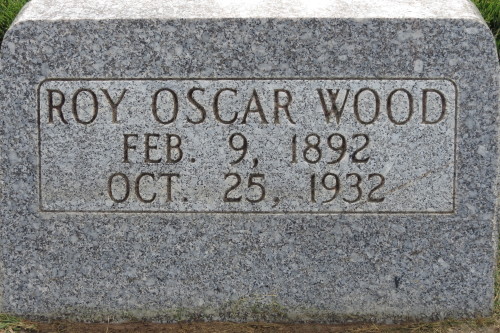 ROY OSCAR WOOD
FEB. 9, 1892
OCT. 25, 1932